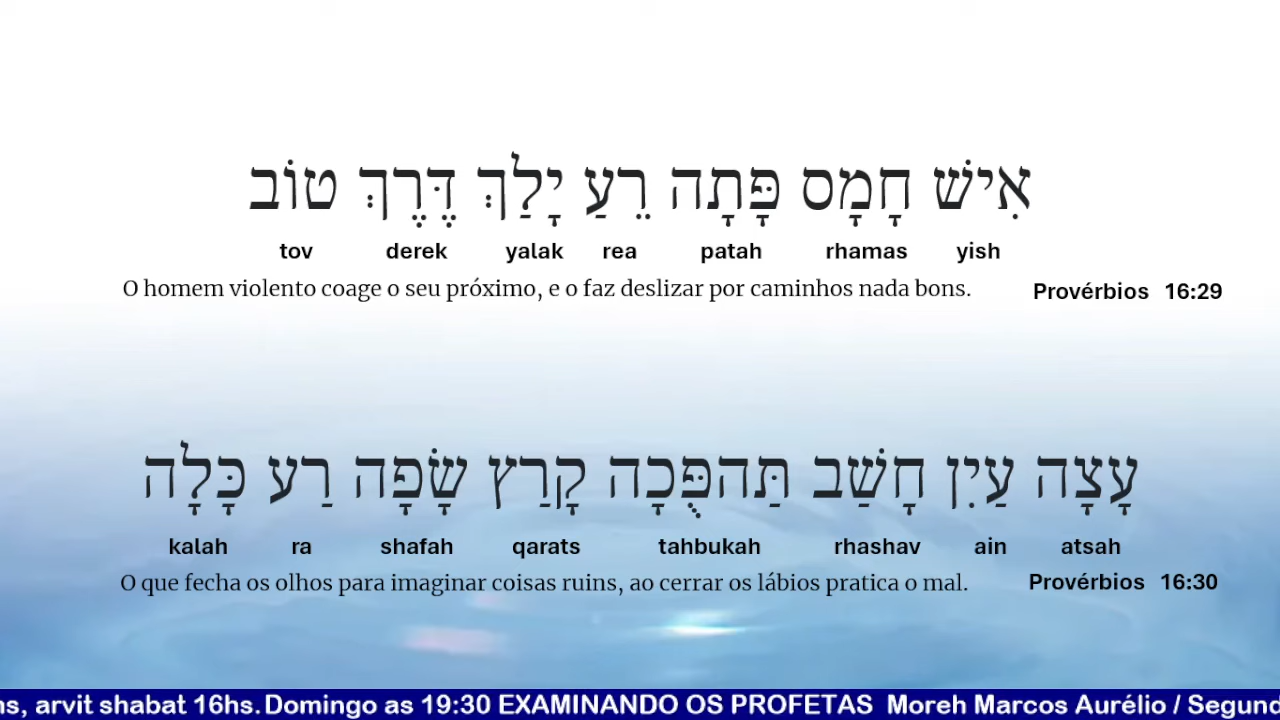 אִישׁ חָמָס פָּתָה רֵעַ יָלַךְ דֶּרֶךְ טוֹב
tov derek yalak rea patah rhamas yish
O homem violento coage o seu próximo, e o faz deslizar por caminhos nada bons. Provérbios 16:29
עָצָה עַיִן חָשַׁב תַּהפֻּכָה קָרַץ שָׂפָה רַע כָּלָה
kalah ra shafah qarats tahbukah rhashav ain atsah
O que fecha os olhos para imaginar coisas ruins, ao cerrar os lábios pratica o mal. Provérbios 16:30
hs, arvit shabat 16hs. Domingo as 19:30 EXAMINANDO OS PROFETAS Moreh Marcos Aurélio / Segund